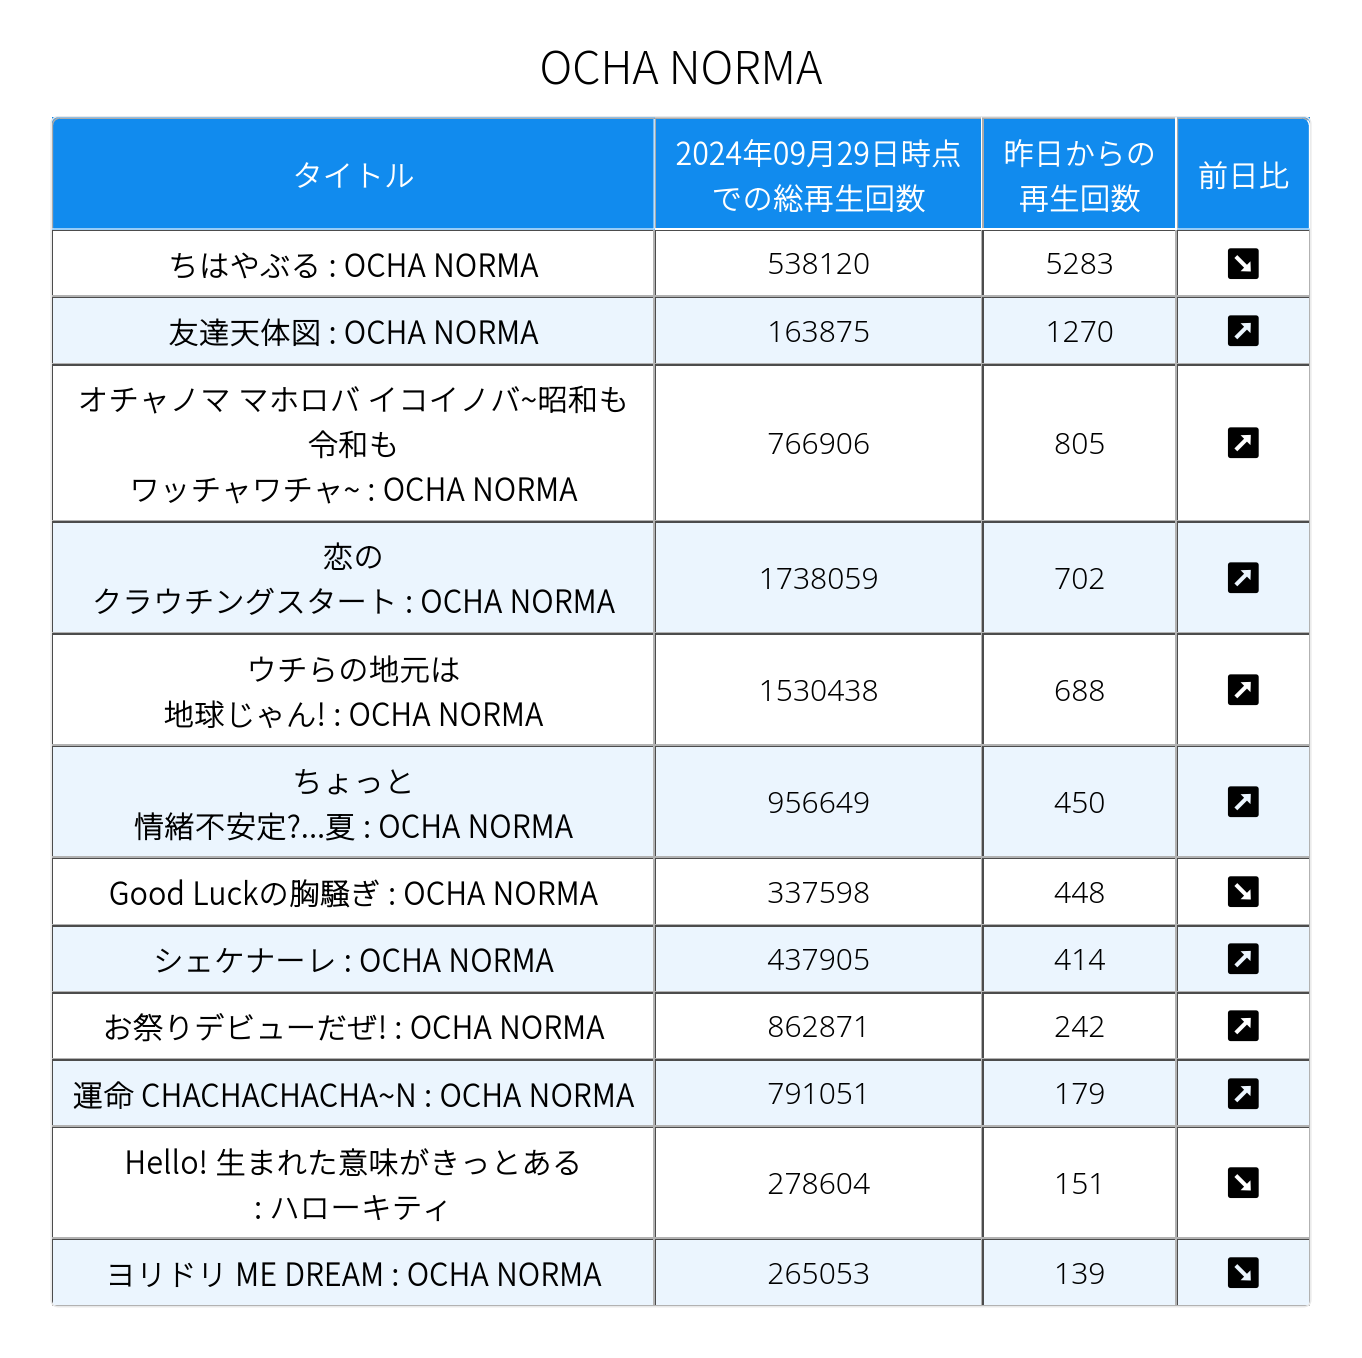 OCHA NORMA
タイトル
2024年09月29日時点
での総再生回数
昨日からの
再生回数
前日比
ちはやぶる : OCHA NORMA
538120
5283
友達天体図 : OCHA NORMA
163875
1270
オチャノマ マホロバ イコイノバ~昭和も
令和も
ワッチャワチャ~ : OCHA NORMA
766906
805
恋の
クラウチングスタート : OCHA NORMA
1738059
702
ウチらの地元は
地球じゃん! : OCHA NORMA
1530438
688
ちょっと
情緒不安定?...夏 : OCHA NORMA
956649
450
Good Luckの胸騒ぎ : OCHA NORMA
337598
448
シェケナーレ : OCHA NORMA
437905
414
お祭りデビューだぜ! : OCHA NORMA
862871
242
運命 CHACHACHACHA~N : OCHA NORMA
791051
179
Hello! 生まれた意味がきっとある
: ハローキティ
278604
151
ヨリドリ ME DREAM : OCHA NORMA
265053
139